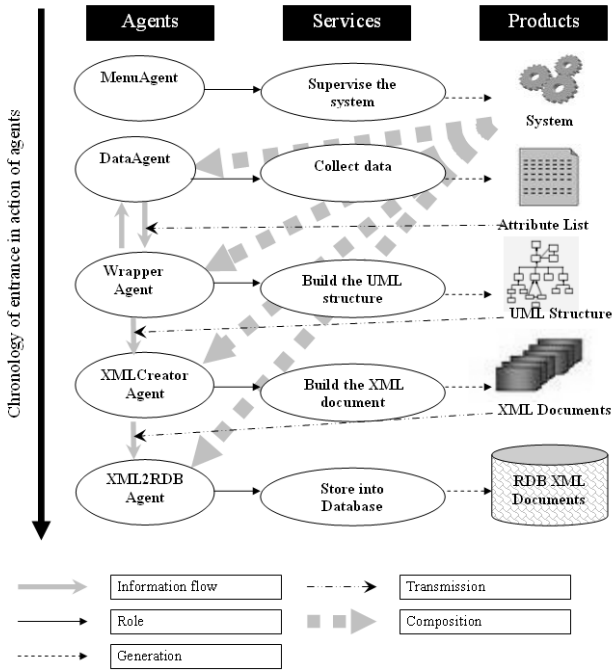 Agents
Services
Products
Chronology of entrance in action of agents
MenuAgent
Supervise the
system
System
DataAgent
Collect data
Attribute List
Wrapper
Agent
Build the UML
structure
UML Structure
XMLCreator
Agent
Build the XML
document
XML Documents
XML2RDB
Agent
Store into
Database
RDB XML
Documents
Information flow
Transmission
Role
Composition
Generation